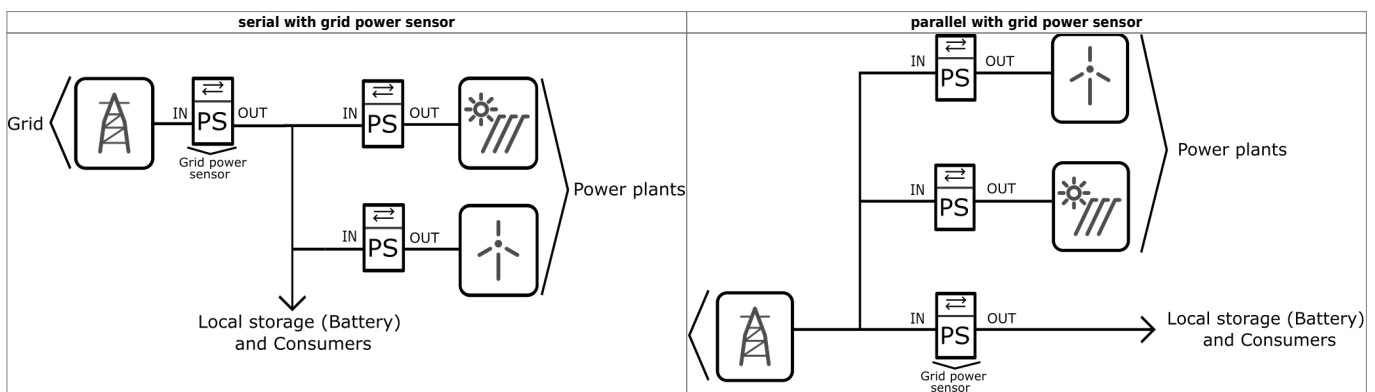 serial with grid power sensor
Grid
IN
PS
OUT
Grid power
sensor
IN
PS
OUT
IN
PS
OUT
Power plants
Local storage (Battery)
and Consumers
parallel with grid power sensor
IN
PS
OUT
IN
PS
OUT
Power plants
IN
PS
OUT
Grid power
sensor
Local storage (Battery)
and Consumers